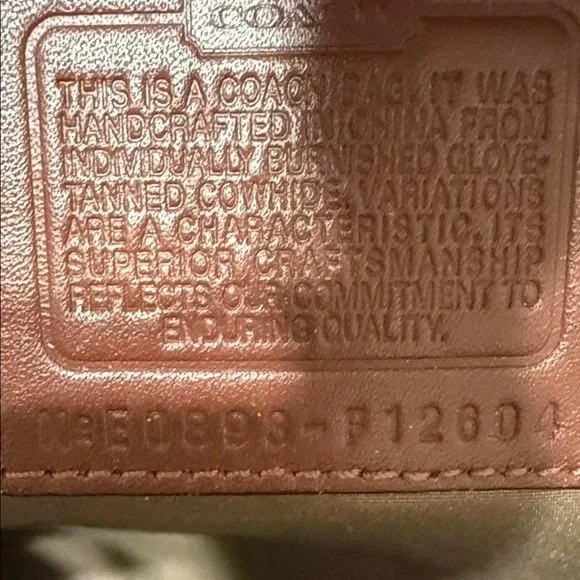 COACH
THIS IS A COACH BAG. IT WAS
HANDCRAFTED IN CHINA FROM
INDIVIDUALLY BURNISHED GLOVE-
TANNED COWHIDE. VARIATIONS
ARE A CHARACTERISTIC. ITS
SUPERIOR CRAFTSMANSHIP
REFLECTS OUR COMMITMENT TO
ENDURING QUALITY.
Nº E0893-F12604